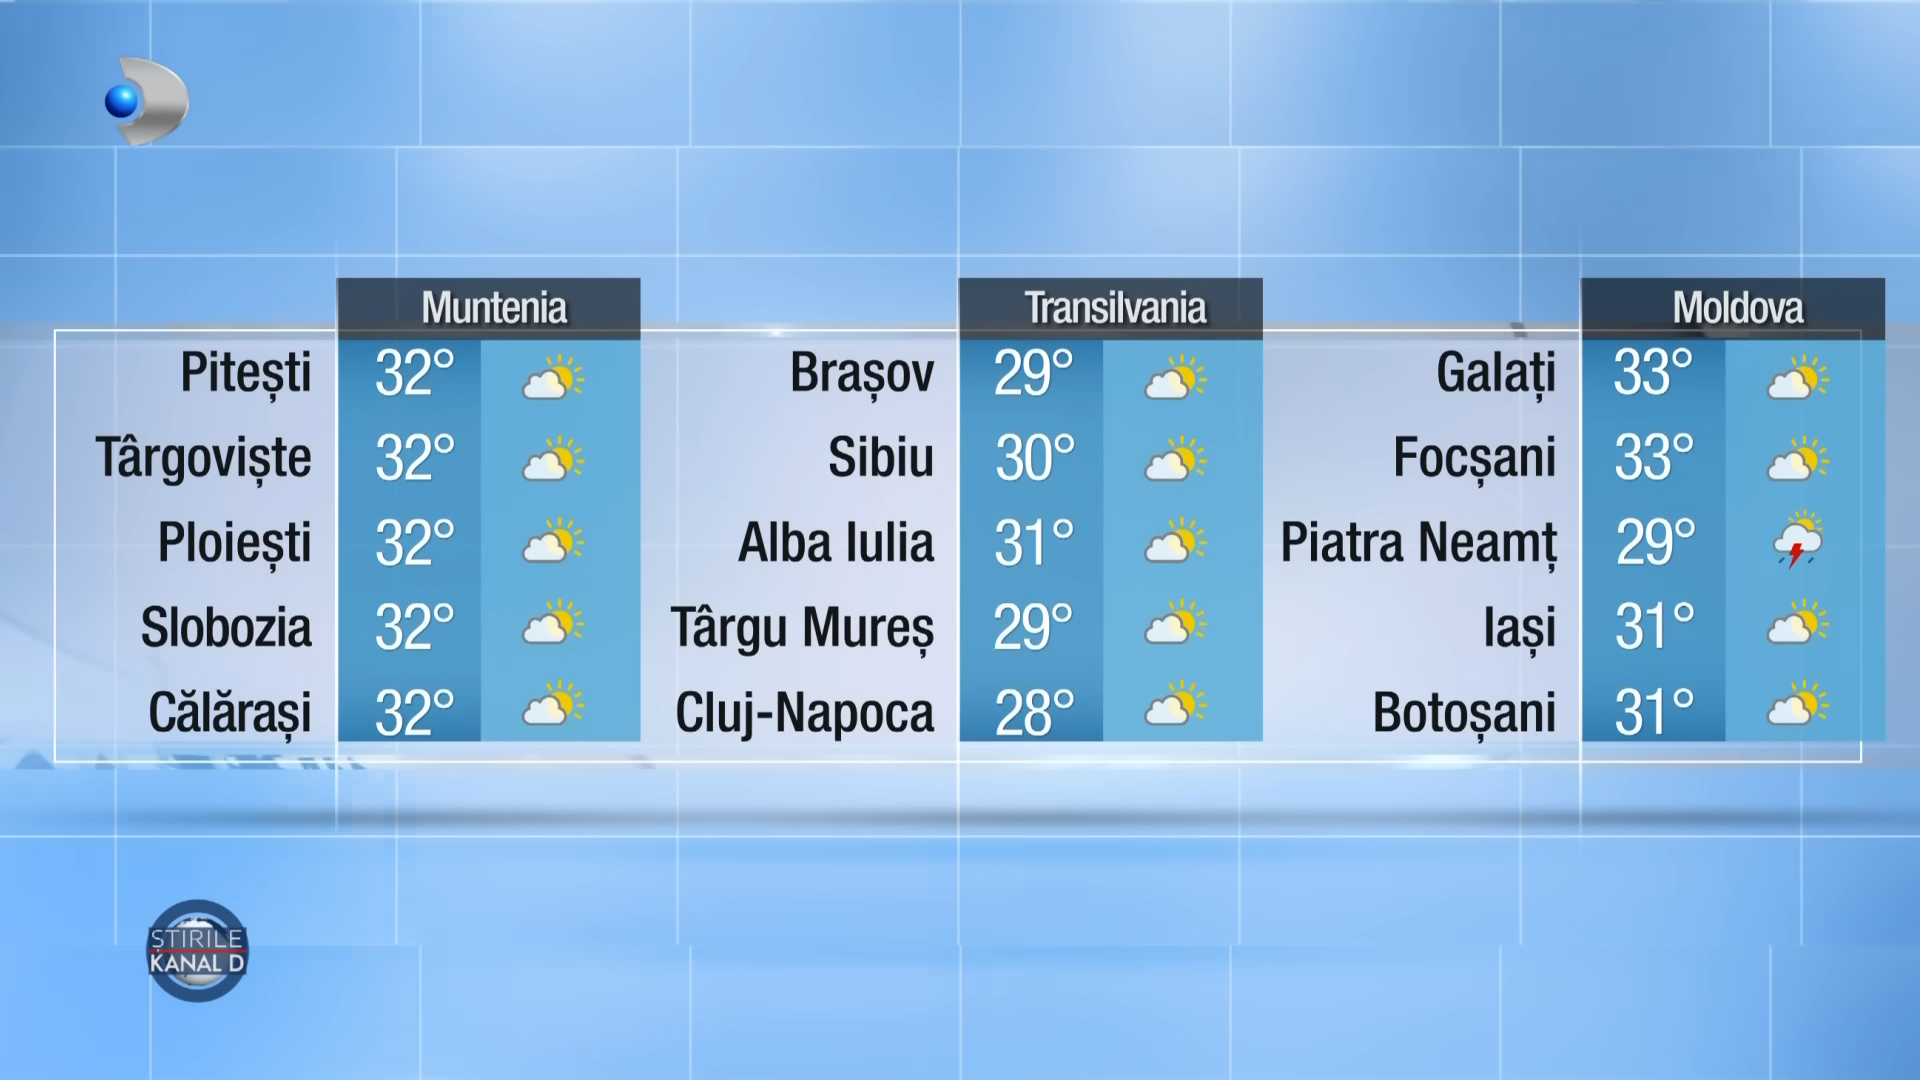 Muntenia
Pitești 32°
Târgoviște 32°
Ploiești 32°
Slobozia 32°
Călărași 32°
Transilvania
Brașov 29°
Sibiu 30°
Alba Iulia 31°
Târgu Mureș 29°
Cluj-Napoca 28°
Moldova
Galați 33°
Focșani 33°
Piatra Neamț 29°
Iași 31°
Botoșani 31°
ȘTIRILE
KANAL D